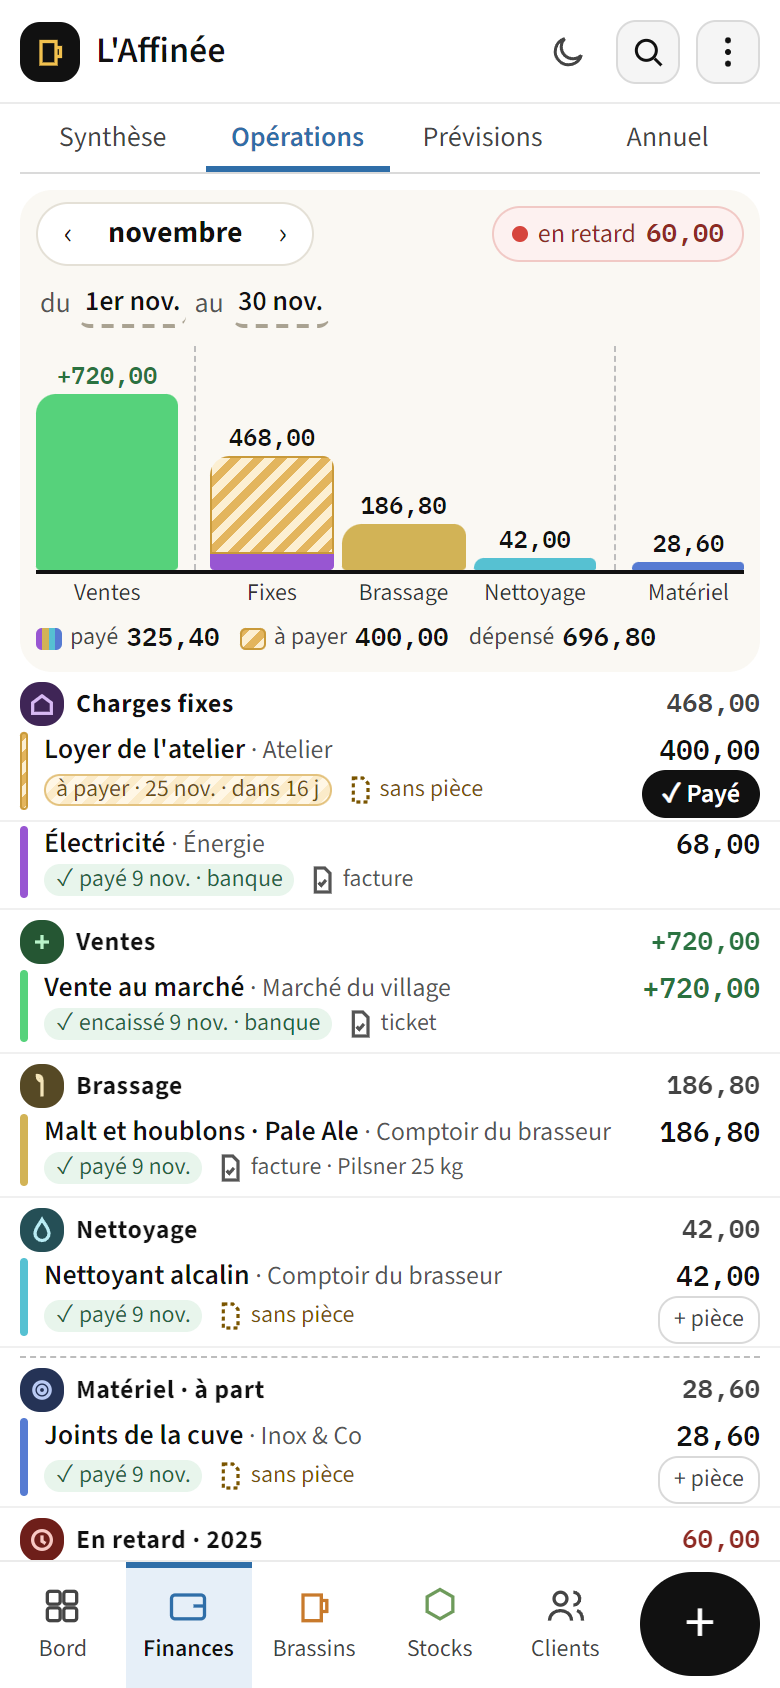 L'Affinée
Synthèse Opérations Prévisions Annuel
‹ novembre › en retard 60,00
du 1er nov. au 30 nov.
+720,00
468,00
186,80
42,00
28,60
Ventes Fixes Brassage Nettoyage Matériel
payé 325,40 à payer 400,00 dépensé 696,80
Charges fixes 468,00
Loyer de l'atelier · Atelier 400,00
à payer · 25 nov. · dans 16 j sans pièce ✓ Payé
Électricité · Énergie 68,00
✓ payé 9 nov. · banque facture
Ventes +720,00
Vente au marché · Marché du village +720,00
✓ encaissé 9 nov. · banque ticket
Brassage 186,80
Malt et houblons · Pale Ale · Comptoir du brasseur 186,80
✓ payé 9 nov. facture · Pilsner 25 kg
Nettoyage 42,00
Nettoyant alcalin · Comptoir du brasseur 42,00
✓ payé 9 nov. sans pièce + pièce
Matériel · à part 28,60
Joints de la cuve · Inox & Co 28,60
✓ payé 9 nov. sans pièce + pièce
En retard · 2025 60,00
Bord Finances Brassins Stocks Clients +